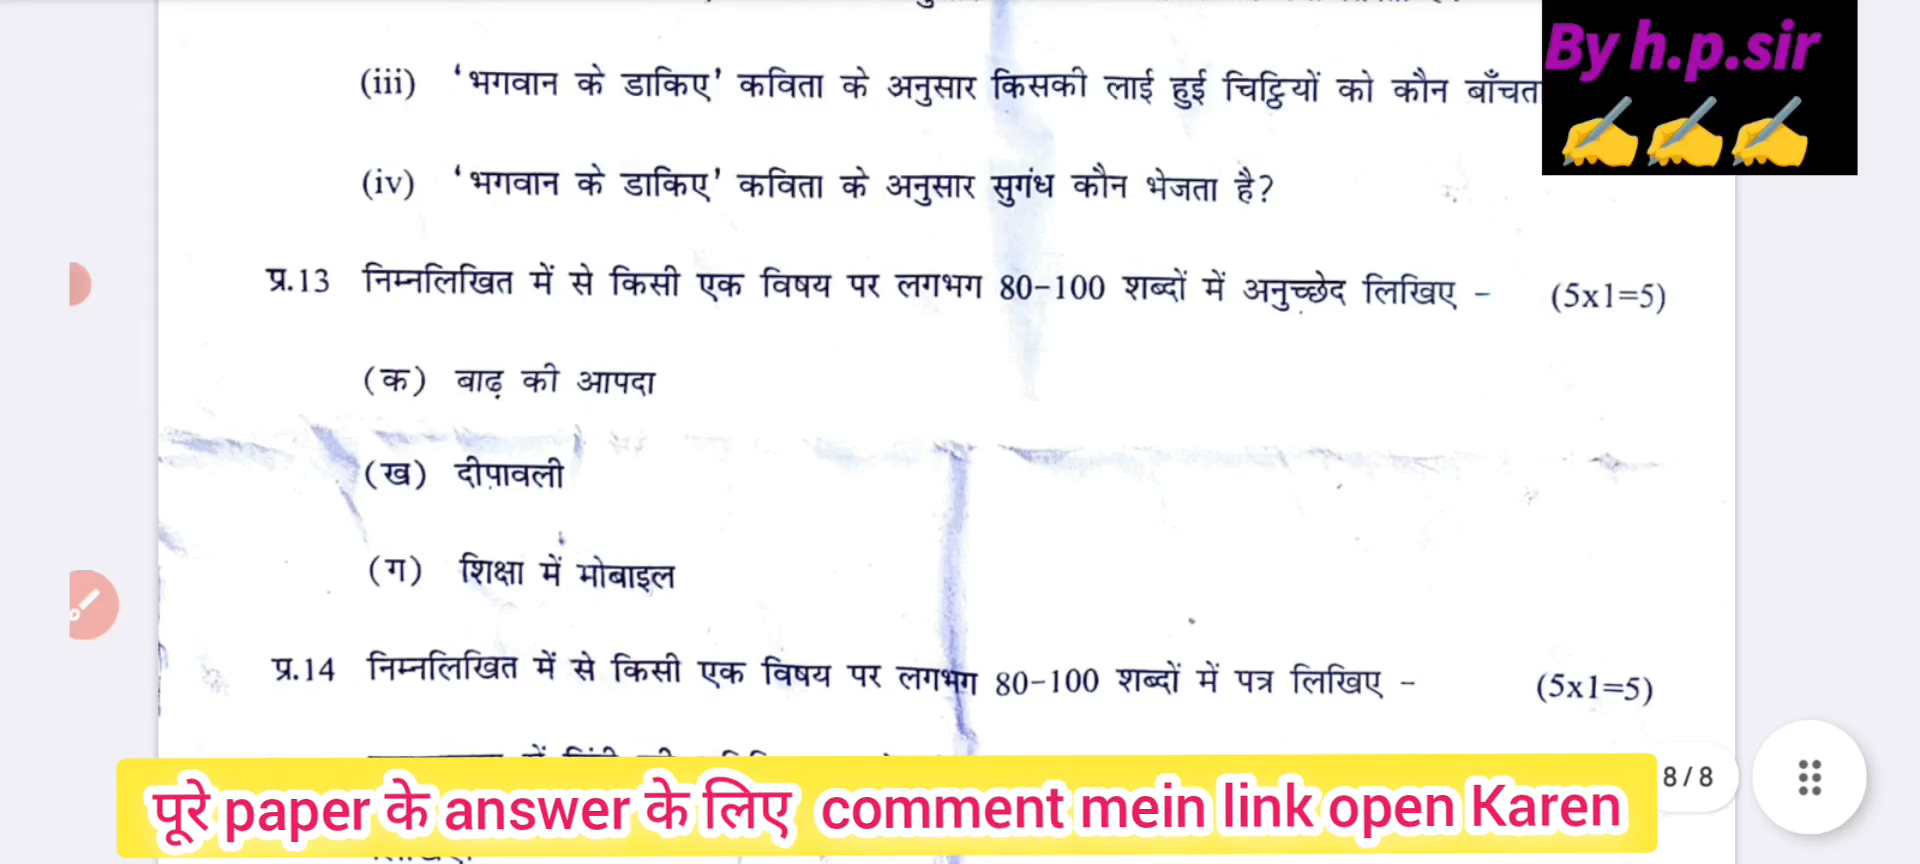 By h.p.sir
(iii) 'भगवान के डाकिए' कविता के अनुसार किसकी लाई हुई चिट्ठियों को कौन बाँचता
(iv) 'भगवान के डाकिए' कविता के अनुसार सुगंध कौन भेजता है?
प्र.13 निम्नलिखित में से किसी एक विषय पर लगभग 80-100 शब्दों में अनुच्छेद लिखिए - (5x1=5)
(क) बाढ़ की आपदा
(ख) दीपावली
(ग) शिक्षा में मोबाइल
प्र.14 निम्नलिखित में से किसी एक विषय पर लगभग 80-100 शब्दों में पत्र लिखिए - (5x1=5)
8/8
पूरे paper के answer के लिए comment mein link open Karen